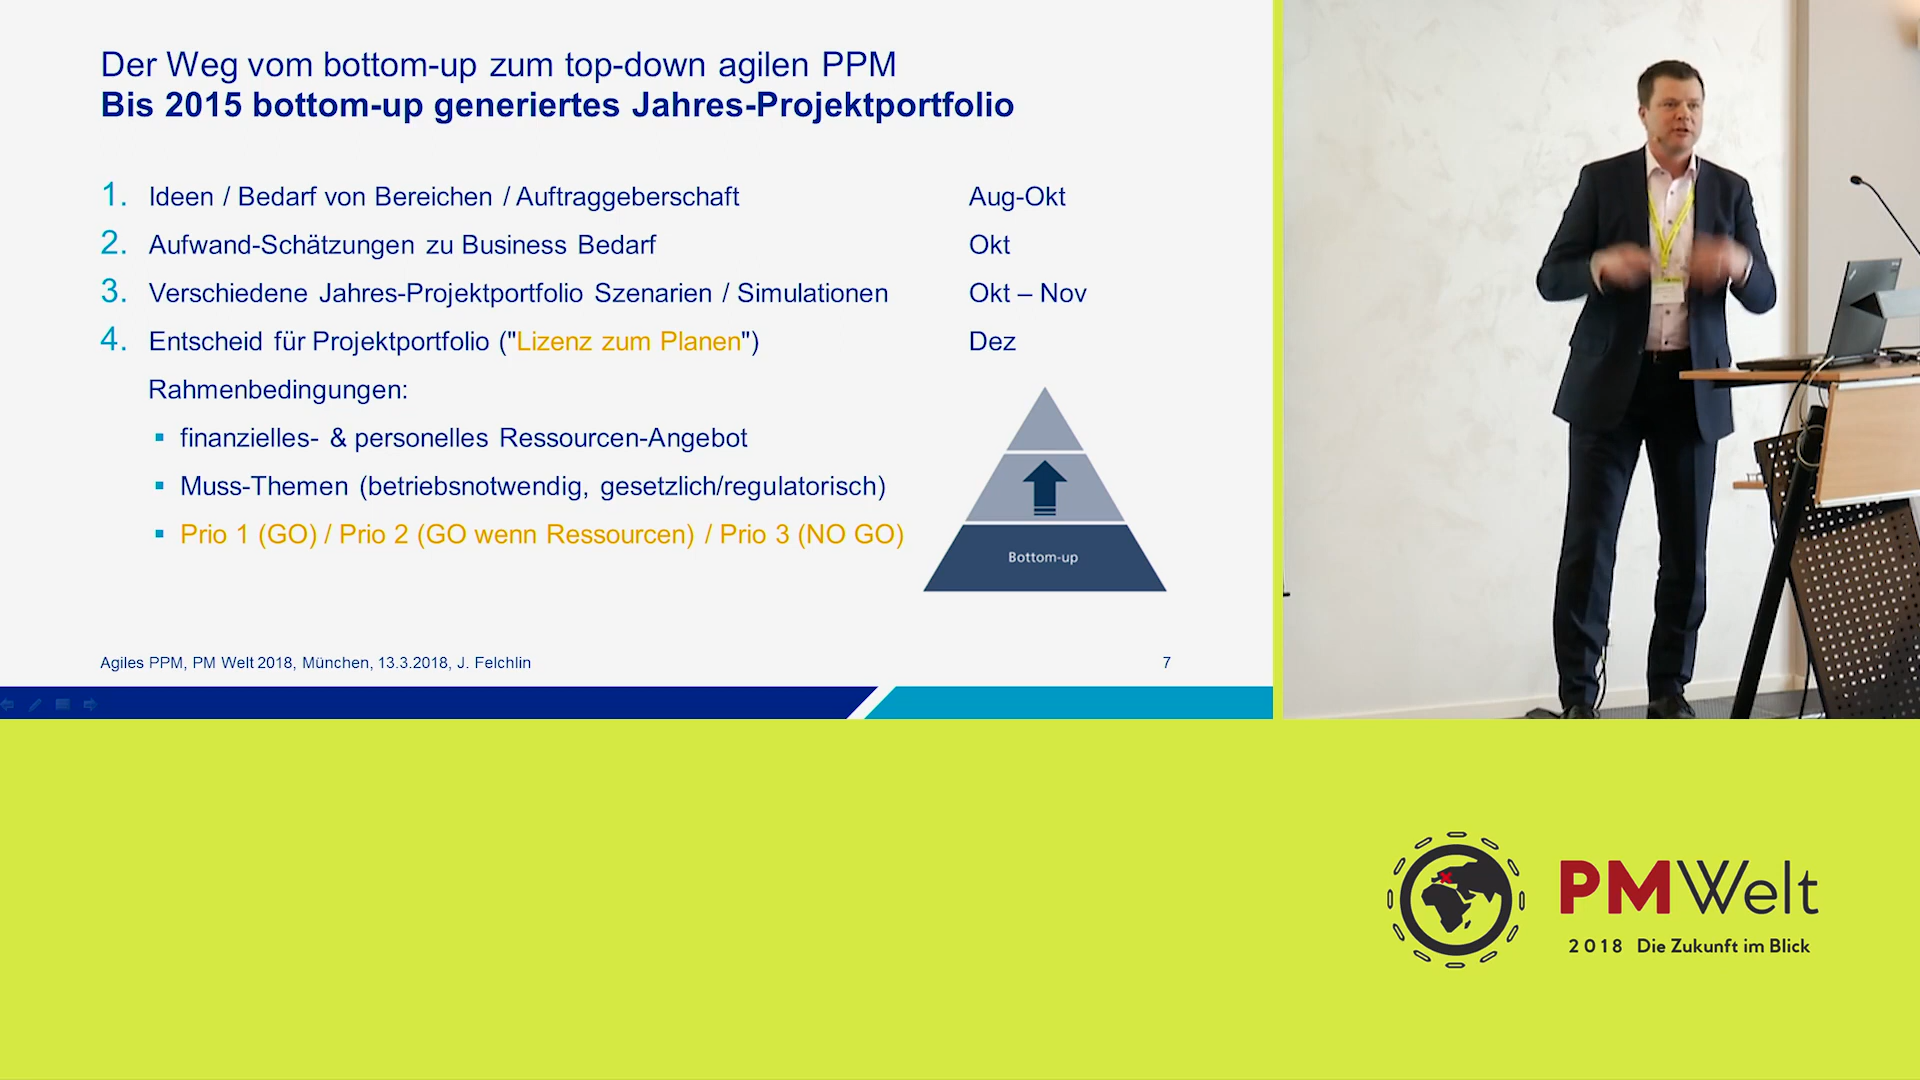 Der Weg vom bottom-up zum top-down agilen PPM
Bis 2015 bottom-up generiertes Jahres-Projektportfolio
1. Ideen / Bedarf von Bereichen / Auftraggeberschaft Aug-Okt
2. Aufwand-Schätzungen zu Business Bedarf Okt
3. Verschiedene Jahres-Projektportfolio Szenarien / Simulationen Okt – Nov
4. Entscheid für Projektportfolio ("Lizenz zum Planen") Dez
Rahmenbedingungen:
▪ finanzielles- & personelles Ressourcen-Angebot
▪ Muss-Themen (betriebsnotwendig, gesetzlich/regulatorisch)
▪ Prio 1 (GO) / Prio 2 (GO wenn Ressourcen) / Prio 3 (NO GO)
Bottom-up
Agiles PPM, PM Welt 2018, München, 13.3.2018, J. Felchlin 7
PMWelt
2018 Die Zukunft im Blick